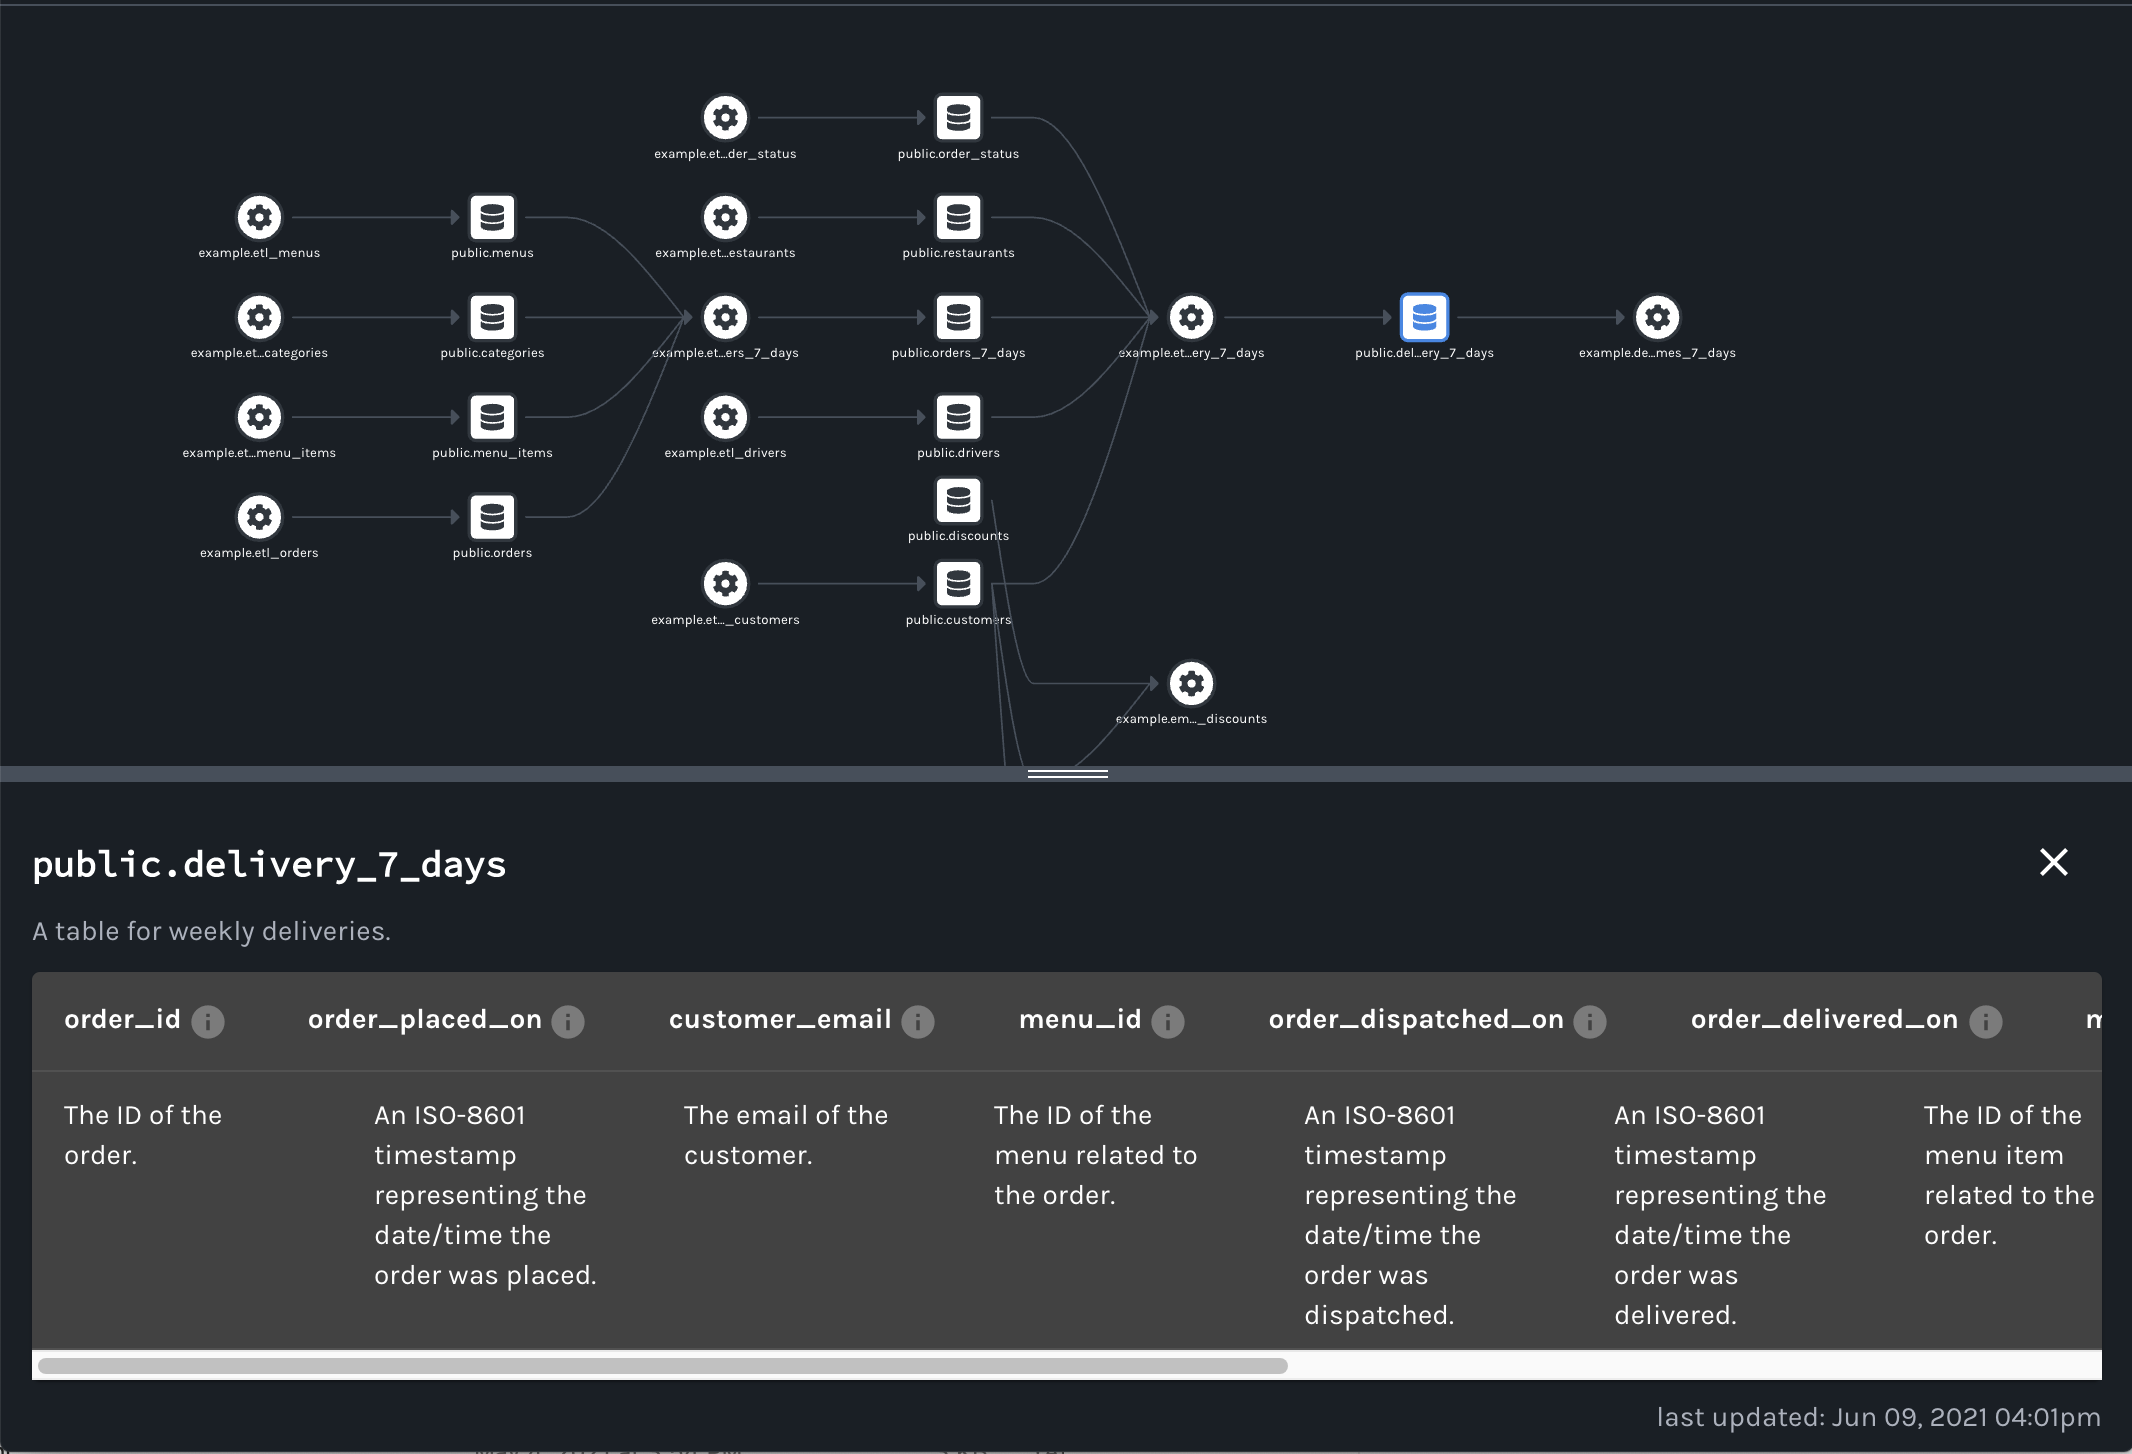 example.et...der_status
public.order_status
example.etl_menus
public.menus
example.et...estaurants
public.restaurants
example.et...categories
public.categories
example.et...ers_7_days
public.orders_7_days
example.et...ery_7_days
public.del...ery_7_days
example.de...mes_7_days
example.et...menu_items
public.menu_items
example.etl_drivers
public.drivers
public.discounts
example.etl_orders
public.orders
example.et..._customers
public.customers
example.em..._discounts
public.delivery_7_days
A table for weekly deliveries.
order_id
order_placed_on
customer_email
menu_id
order_dispatched_on
order_delivered_on
The ID of the
order.
An ISO-8601
timestamp
representing the
date/time the
order was placed.
The email of the
customer.
The ID of the
menu related to
the order.
An ISO-8601
timestamp
representing the
date/time the
order was
dispatched.
An ISO-8601
timestamp
representing the
date/time the
order was
delivered.
The ID of the
menu item
related to the
order.
last updated: Jun 09, 2021 04:01pm